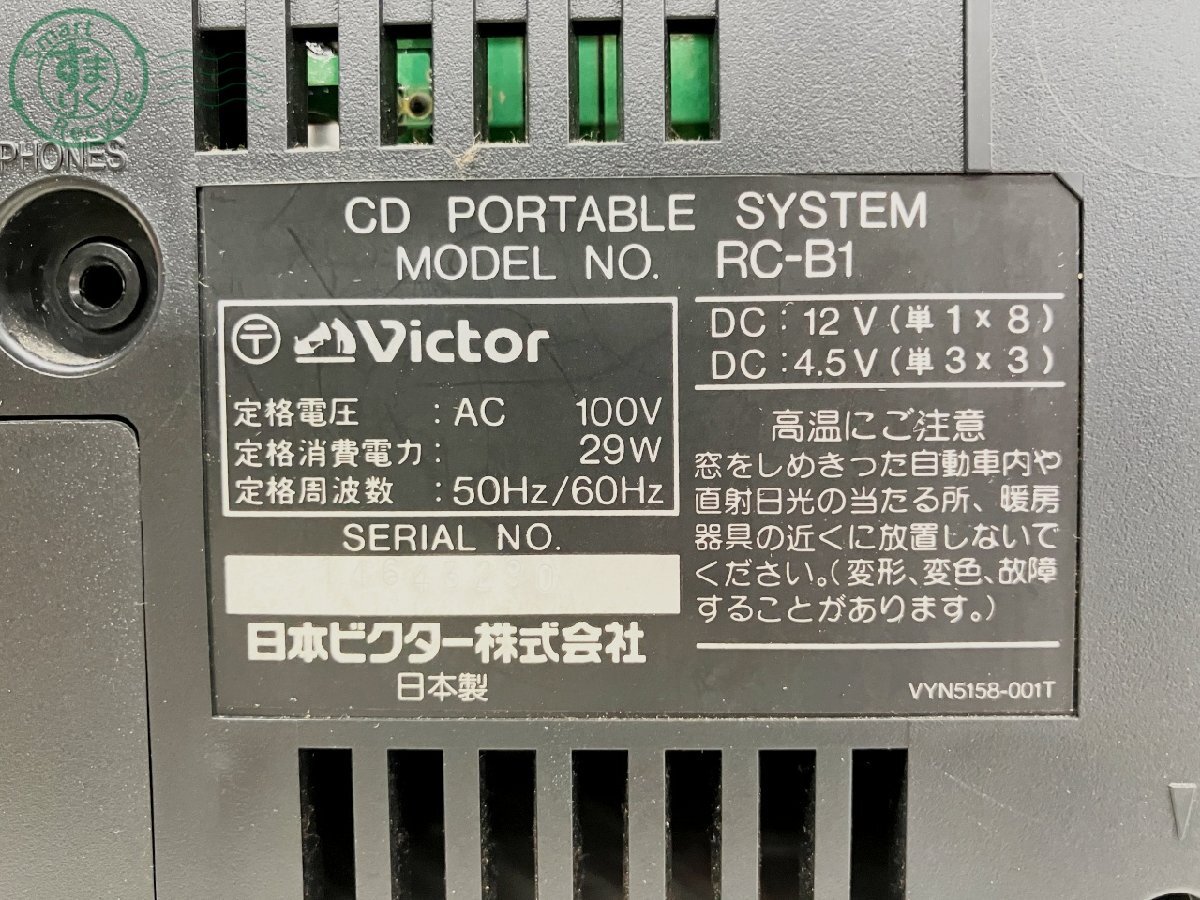 Smart
すまりく
Recycle
PHONES
CD PORTABLE SYSTEM
MODEL NO. RC-B1
〒 Victor
定格電圧 : AC 100V
定格消費電力 : 29W
定格周波数 : 50Hz/60Hz
SERIAL NO.
日本ビクター株式会社
日本製
DC : 12 V (単1×8)
DC : 4.5 V (単3×3)
高温にご注意
窓をしめきった自動車内や
直射日光の当たる所、暖房
器具の近くに放置しないで
ください。(変形、変色、故障
することがあります。)
VYN5158-001T